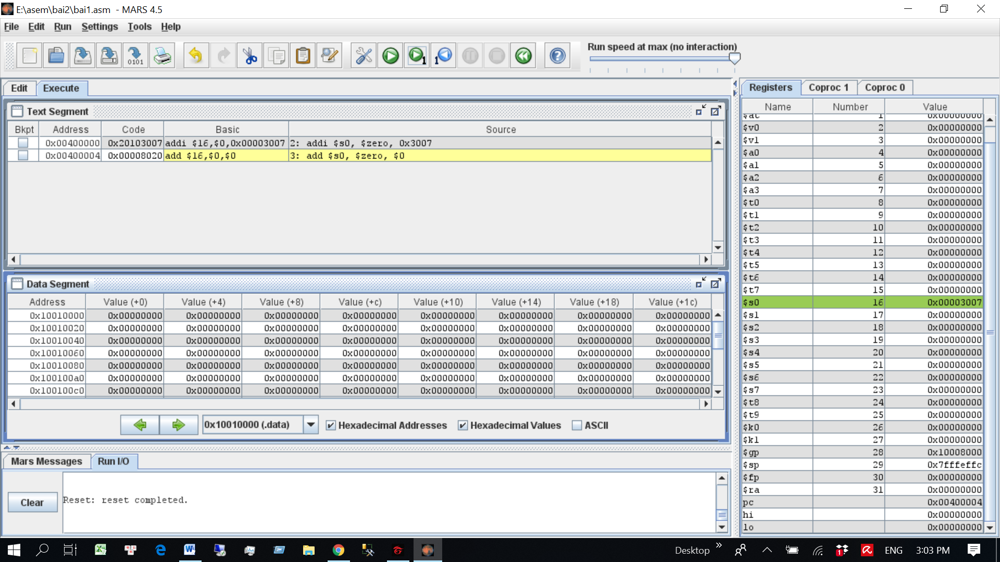 E:\asem\bai2\bai1.asm - MARS 4.5
File Edit Run Settings Tools Help
Run speed at max (no interaction)
0101
1
1
Edit Execute
Registers Coproc 1 Coproc 0
Text Segment
Bkpt Address Code Basic Source
0x00400000 0x20103007 addi $16,$0,0x00003007 2: addi $s0, $zero, 0x3007
0x00400004 0x00008020 add $16,$0,$0 3: add $s0, $zero, $0
Data Segment
Address Value (+0) Value (+4) Value (+8) Value (+c) Value (+10) Value (+14) Value (+18) Value (+1c)
0x10010000 0x00000000 0x00000000 0x00000000 0x00000000 0x00000000 0x00000000 0x00000000 0x00000000
0x10010020 0x00000000 0x00000000 0x00000000 0x00000000 0x00000000 0x00000000 0x00000000 0x00000000
0x10010040 0x00000000 0x00000000 0x00000000 0x00000000 0x00000000 0x00000000 0x00000000 0x00000000
0x10010060 0x00000000 0x00000000 0x00000000 0x00000000 0x00000000 0x00000000 0x00000000 0x00000000
0x10010080 0x00000000 0x00000000 0x00000000 0x00000000 0x00000000 0x00000000 0x00000000 0x00000000
0x100100a0 0x00000000 0x00000000 0x00000000 0x00000000 0x00000000 0x00000000 0x00000000 0x00000000
0x100100c0 0x00000000 0x00000000 0x00000000 0x00000000 0x00000000 0x00000000 0x00000000 0x00000000
0x10010000 (.data) Hexadecimal Addresses Hexadecimal Values ASCII
Mars Messages Run I/O
Clear
Reset: reset completed.
Name Number Value
$at 1 0x00000000
$v0 2 0x00000000
$v1 3 0x00000000
$a0 4 0x00000000
$a1 5 0x00000000
$a2 6 0x00000000
$a3 7 0x00000000
$t0 8 0x00000000
$t1 9 0x00000000
$t2 10 0x00000000
$t3 11 0x00000000
$t4 12 0x00000000
$t5 13 0x00000000
$t6 14 0x00000000
$t7 15 0x00000000
$s0 16 0x00003007
$s1 17 0x00000000
$s2 18 0x00000000
$s3 19 0x00000000
$s4 20 0x00000000
$s5 21 0x00000000
$s6 22 0x00000000
$s7 23 0x00000000
$t8 24 0x00000000
$t9 25 0x00000000
$k0 26 0x00000000
$k1 27 0x00000000
$gp 28 0x10008000
$sp 29 0x7fffeffc
$fp 30 0x00000000
$ra 31 0x00000000
pc 0x00400004
hi 0x00000000
lo 0x00000000
Desktop ENG 3:03 PM